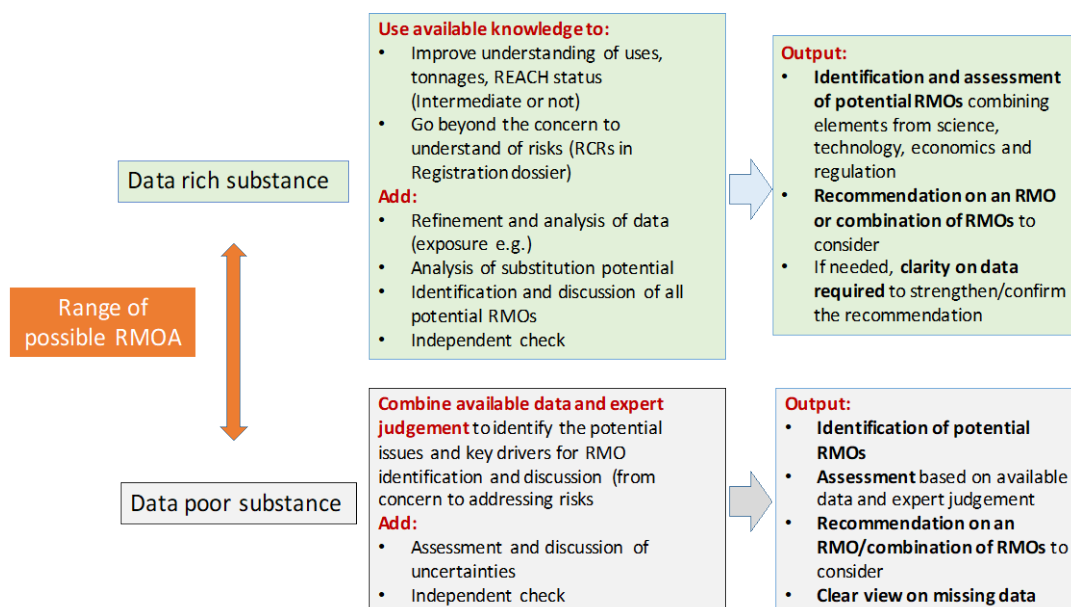 Use available knowledge to:
• Improve understanding of uses,
tonnages, REACH status
(Intermediate or not)
• Go beyond the concern to
understand of risks (RCRs in
Registration dossier)
Add:
• Refinement and analysis of data
(exposure e.g.)
• Analysis of substitution potential
• Identification and discussion of all
potential RMOs
• Independent check
Output:
• Identification and assessment
of potential RMOs combining
elements from science,
technology, economics and
regulation
• Recommendation on an RMO
or combination of RMOs to
consider
• If needed, clarity on data
required to strengthen/confirm
the recommendation
Data rich substance
Range of
possible RMOA
Data poor substance
Combine available data and expert
judgement to identify the potential
issues and key drivers for RMO
identification and discussion (from
concern to addressing risks
Add:
• Assessment and discussion of
uncertainties
• Independent check
Output:
• Identification of potential
RMOs
• Assessment based on available
data and expert judgement
• Recommendation on an
RMO/combination of RMOs to
consider
• Clear view on missing data